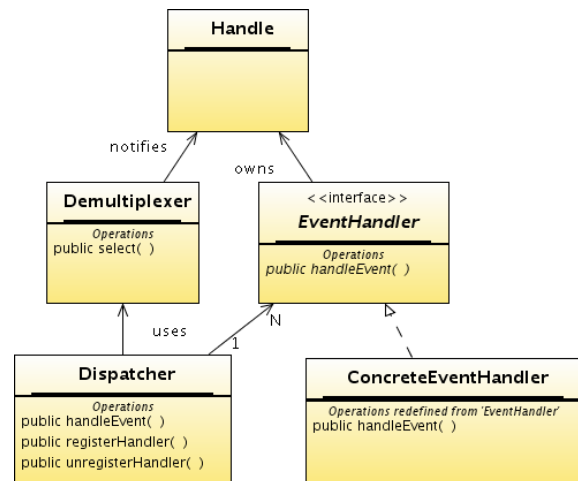 Handle
notifies
owns
Demultiplexer
Operations
public select( )
<<interface>>
EventHandler
Operations
public handleEvent( )
uses
1
N
Dispatcher
Operations
public handleEvent( )
public registerHandler( )
public unregisterHandler( )
ConcreteEventHandler
Operations redefined from 'EventHandler'
public handleEvent( )